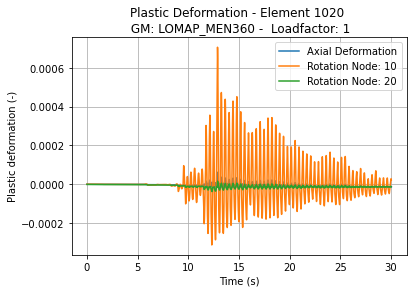 Plastic Deformation - Element 1020
GM: LOMAP_MEN360 - Loadfactor: 1
Axial Deformation
Rotation Node: 10
Rotation Node: 20
Plastic deformation (-)
0.0006
0.0004
0.0002
0.0000
−0.0002
0
5
10
15
20
25
30
Time (s)